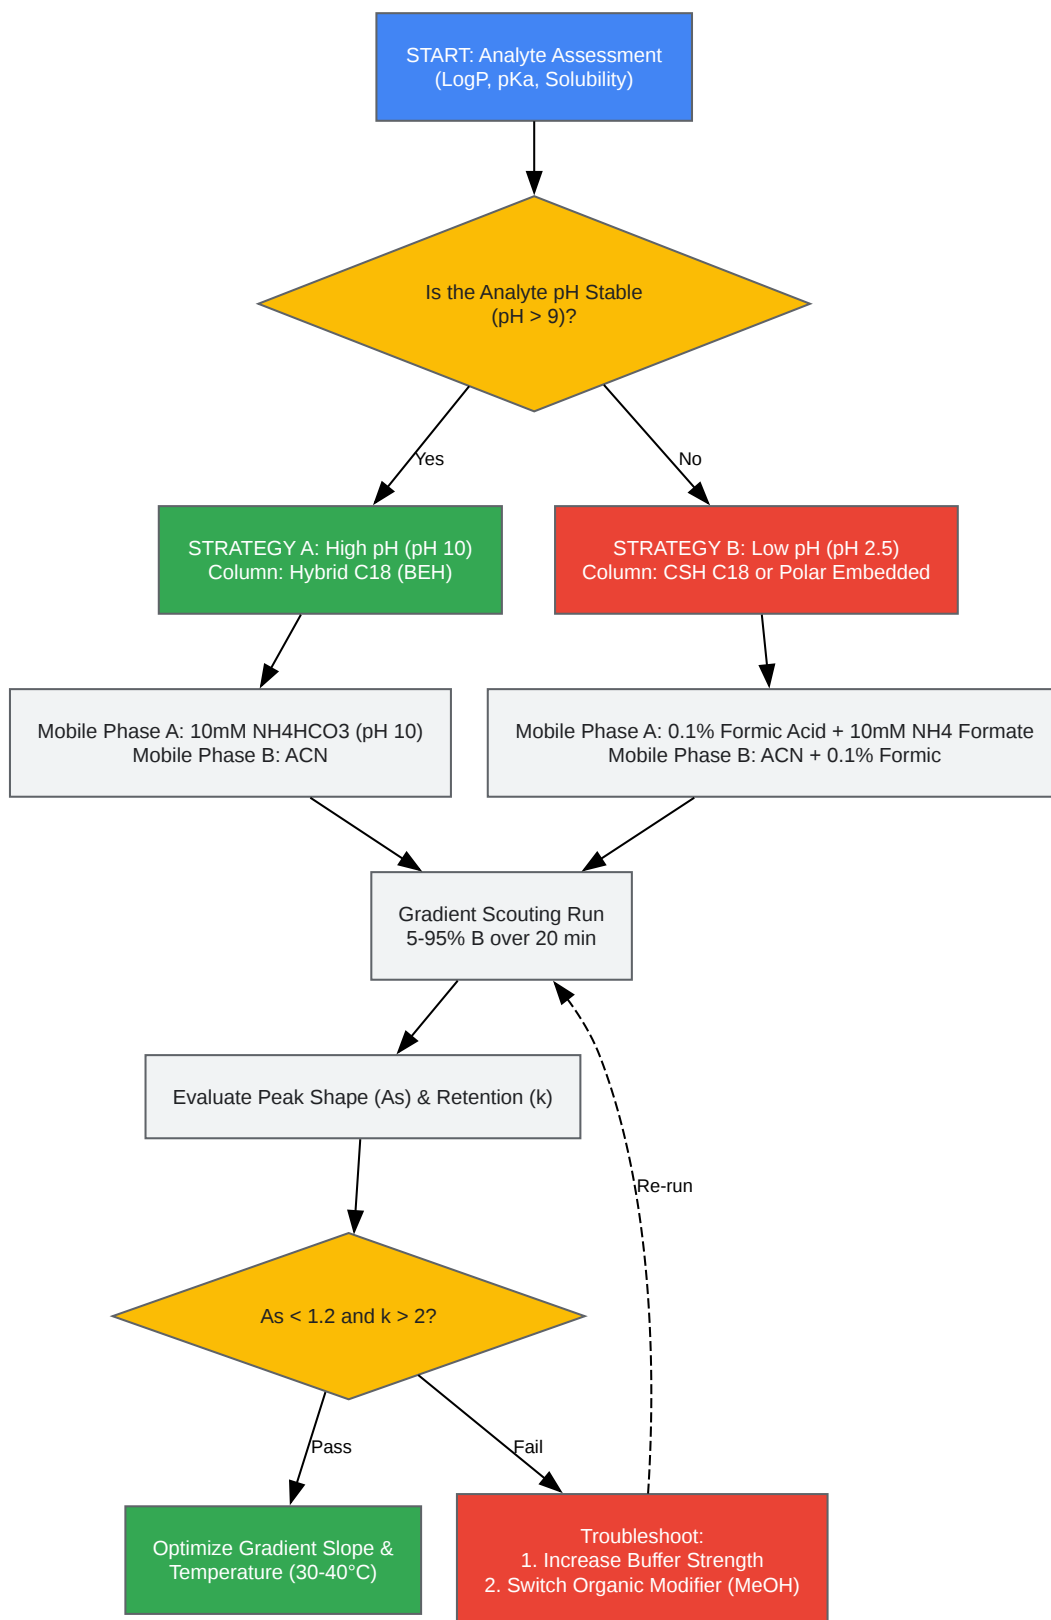 START: Analyte Assessment
(LogP, pKa, Solubility)
Is the Analyte pH Stable
(pH > 9)?
Yes
No
STRATEGY A: High pH (pH 10)
Column: Hybrid C18 (BEH)
STRATEGY B: Low pH (pH 2.5)
Column: CSH C18 or Polar Embedded
Mobile Phase A: 10mM NH4HCO3 (pH 10)
Mobile Phase B: ACN
Mobile Phase A: 0.1% Formic Acid + 10mM NH4 Formate
Mobile Phase B: ACN + 0.1% Formic
Gradient Scouting Run
5-95% B over 20 min
Evaluate Peak Shape (As) & Retention (k)
Re-run
As < 1.2 and k > 2?
Pass
Fail
Optimize Gradient Slope &
Temperature (30-40°C)
Troubleshoot:
1. Increase Buffer Strength
2. Switch Organic Modifier (MeOH)